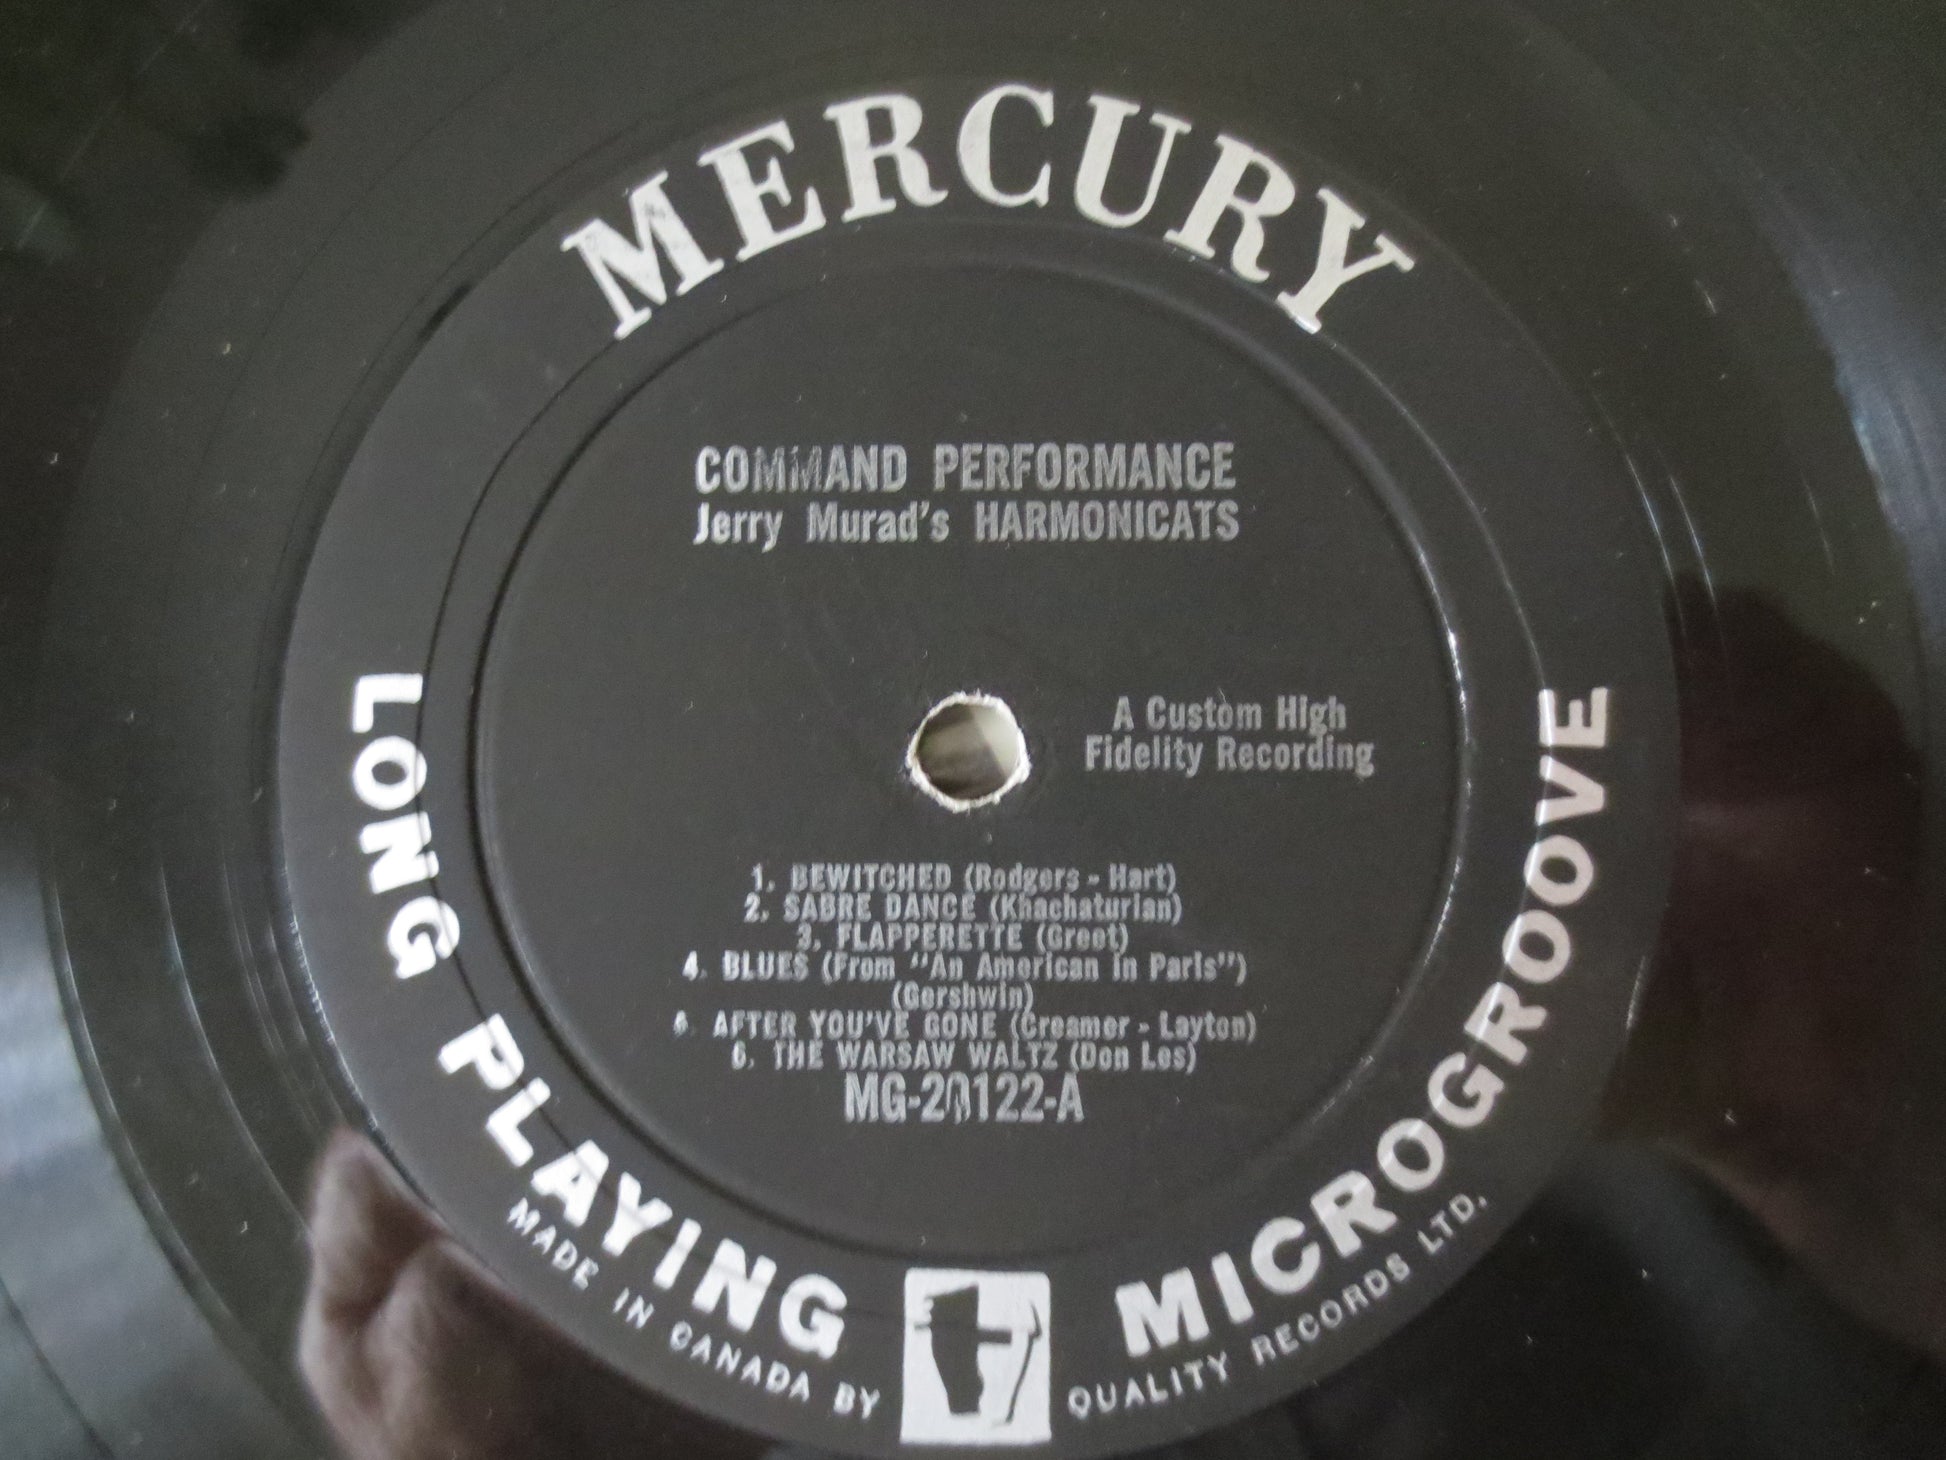 MERCURY
COMMAND PERFORMANCE
Jerry Murad's HARMONICATS
A Custom High
Fidelity Recording
1. BEWITCHED (Rodgers - Hart)
2. SABRE DANCE (Khachaturian)
3. FLAPPERETTE (Greet)
4. BLUES (From "An American in Paris")
(Gershwin)
AFTER YOU'VE GONE (Creamer - Layton)
6. THE WARSAW WALTZ (Don Les)
MG-20122-A
LONG PLAYING MICROGROOVE
MADE IN CANADA BY QUALITY RECORDS LTD.